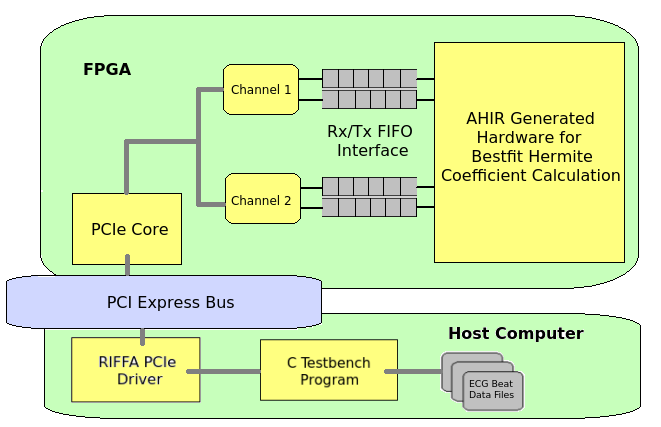 FPGA
Channel 1
Rx/Tx FIFO
Interface
AHIR Generated
Hardware for
Bestfit Hermite
Coefficient Calculation
Channel 2
PCIe Core
PCI Express Bus
Host Computer
RIFFA PCIe
Driver
C Testbench
Program
ECG Beat
Data Files